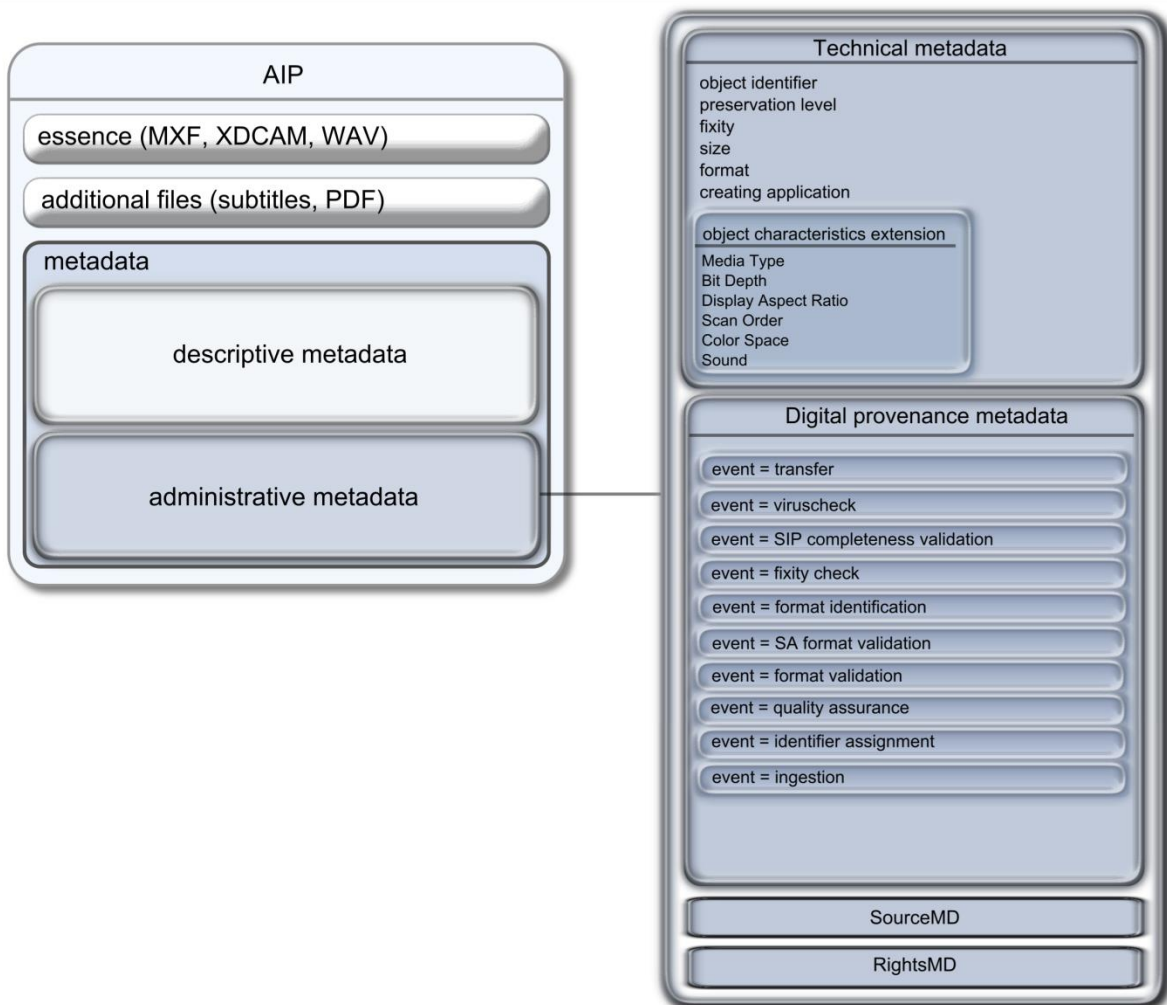 AIP
essence (MXF, XDCAM, WAV)
additional files (subtitles, PDF)
metadata
descriptive metadata
administrative metadata
Technical metadata
object identifier
preservation level
fixity
size
format
creating application
object characteristics extension
Media Type
Bit Depth
Display Aspect Ratio
Scan Order
Color Space
Sound
Digital provenance metadata
event = transfer
event = viruscheck
event = SIP completeness validation
event = fixity check
event = format identification
event = SA format validation
event = format validation
event = quality assurance
event = identifier assignment
event = ingestion
SourceMD
RightsMD